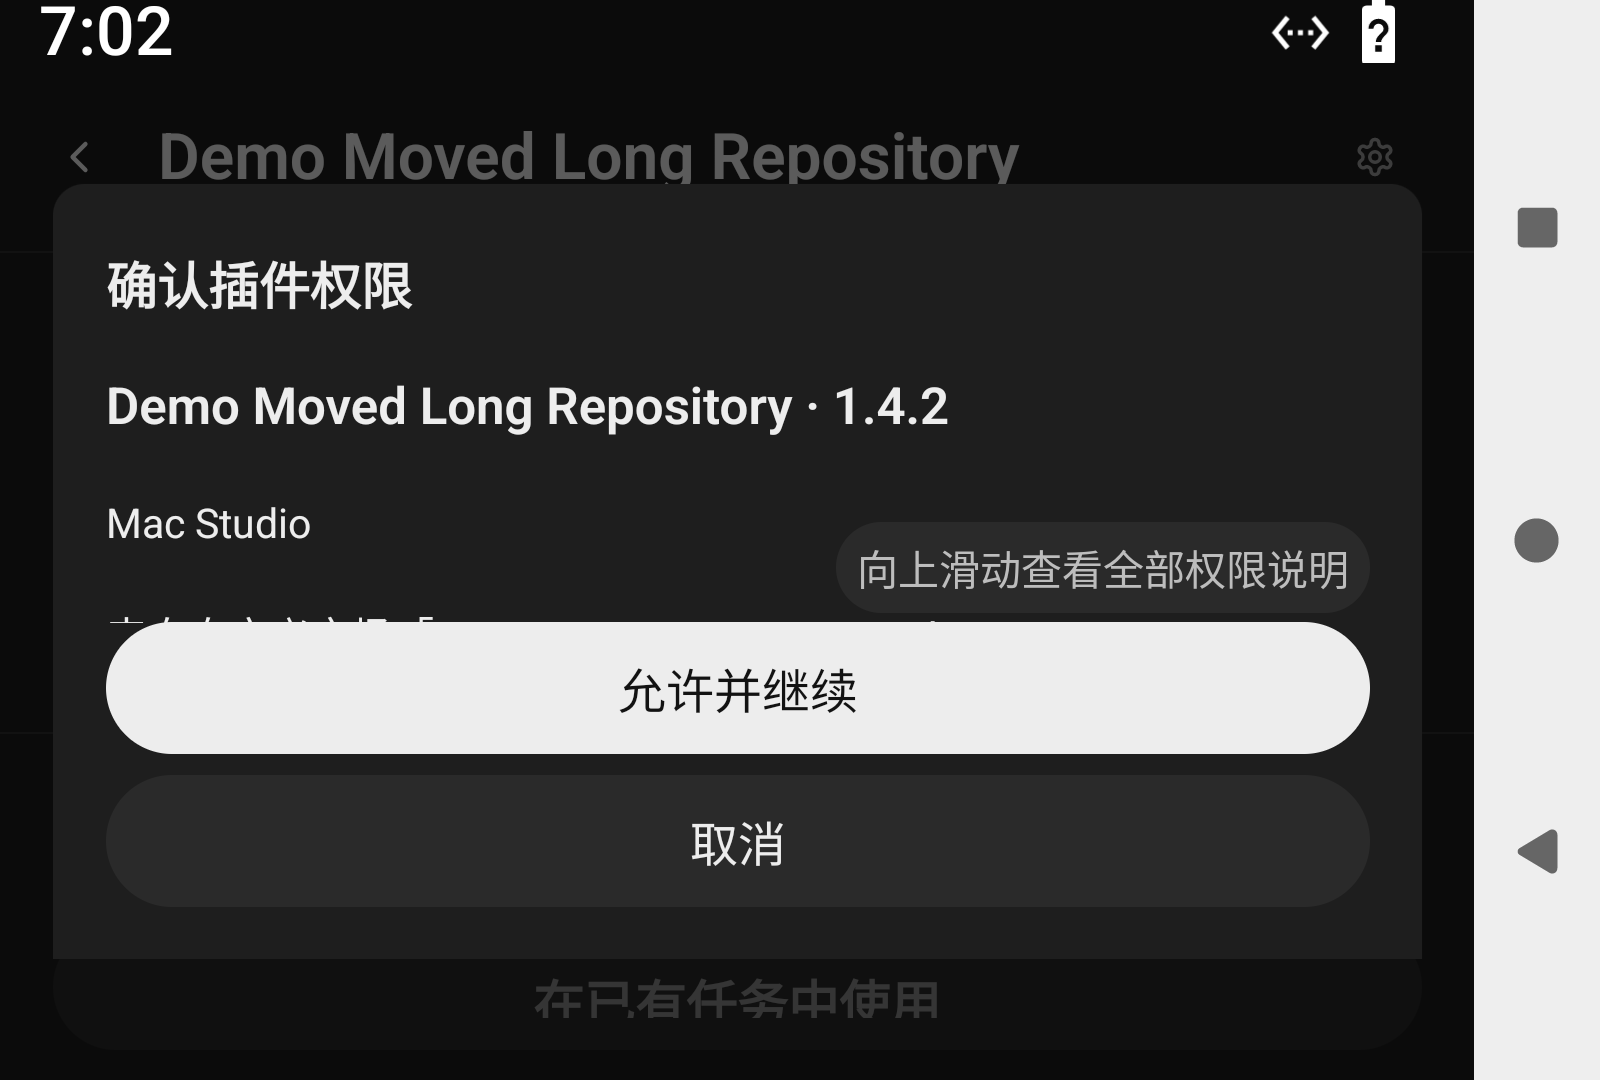 7:02
Demo Moved Long Repository
确认插件权限
Demo Moved Long Repository · 1.4.2
Mac Studio
向上滑动查看全部权限说明
允许并继续
取消
在已有任务中使用